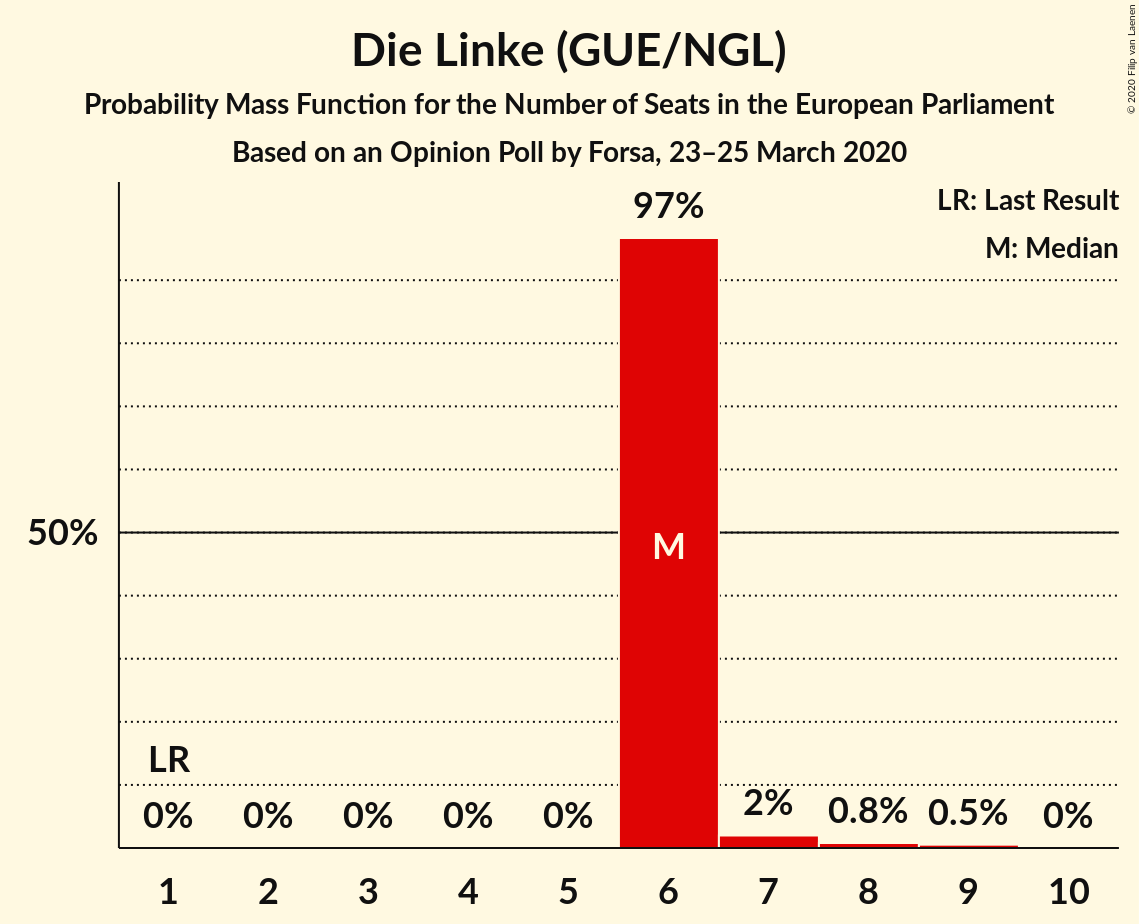 Die Linke (GUE/NGL)
Probability Mass Function for the Number of Seats in the European Parliament
Based on an Opinion Poll by Forsa, 23–25 March 2020
© 2020 Filip van Laenen
LR: Last Result
M: Median
97%
50%
M
LR
0% 0% 0% 0% 0% 2% 0.8% 0.5% 0%
1 2 3 4 5 6 7 8 9 10